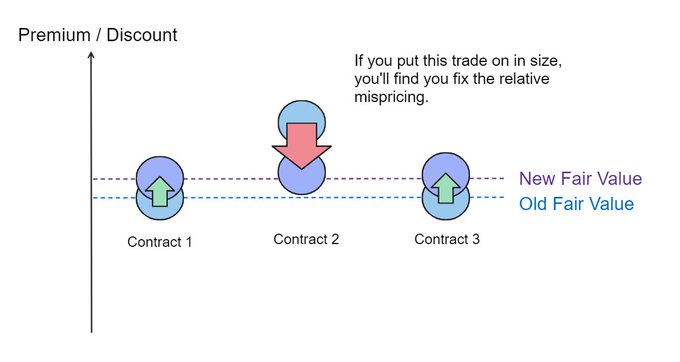 Premium / Discount
If you put this trade on in size,
you'll find you fix the relative
mispricing.
New Fair Value
Old Fair Value
Contract 1
Contract 2
Contract 3